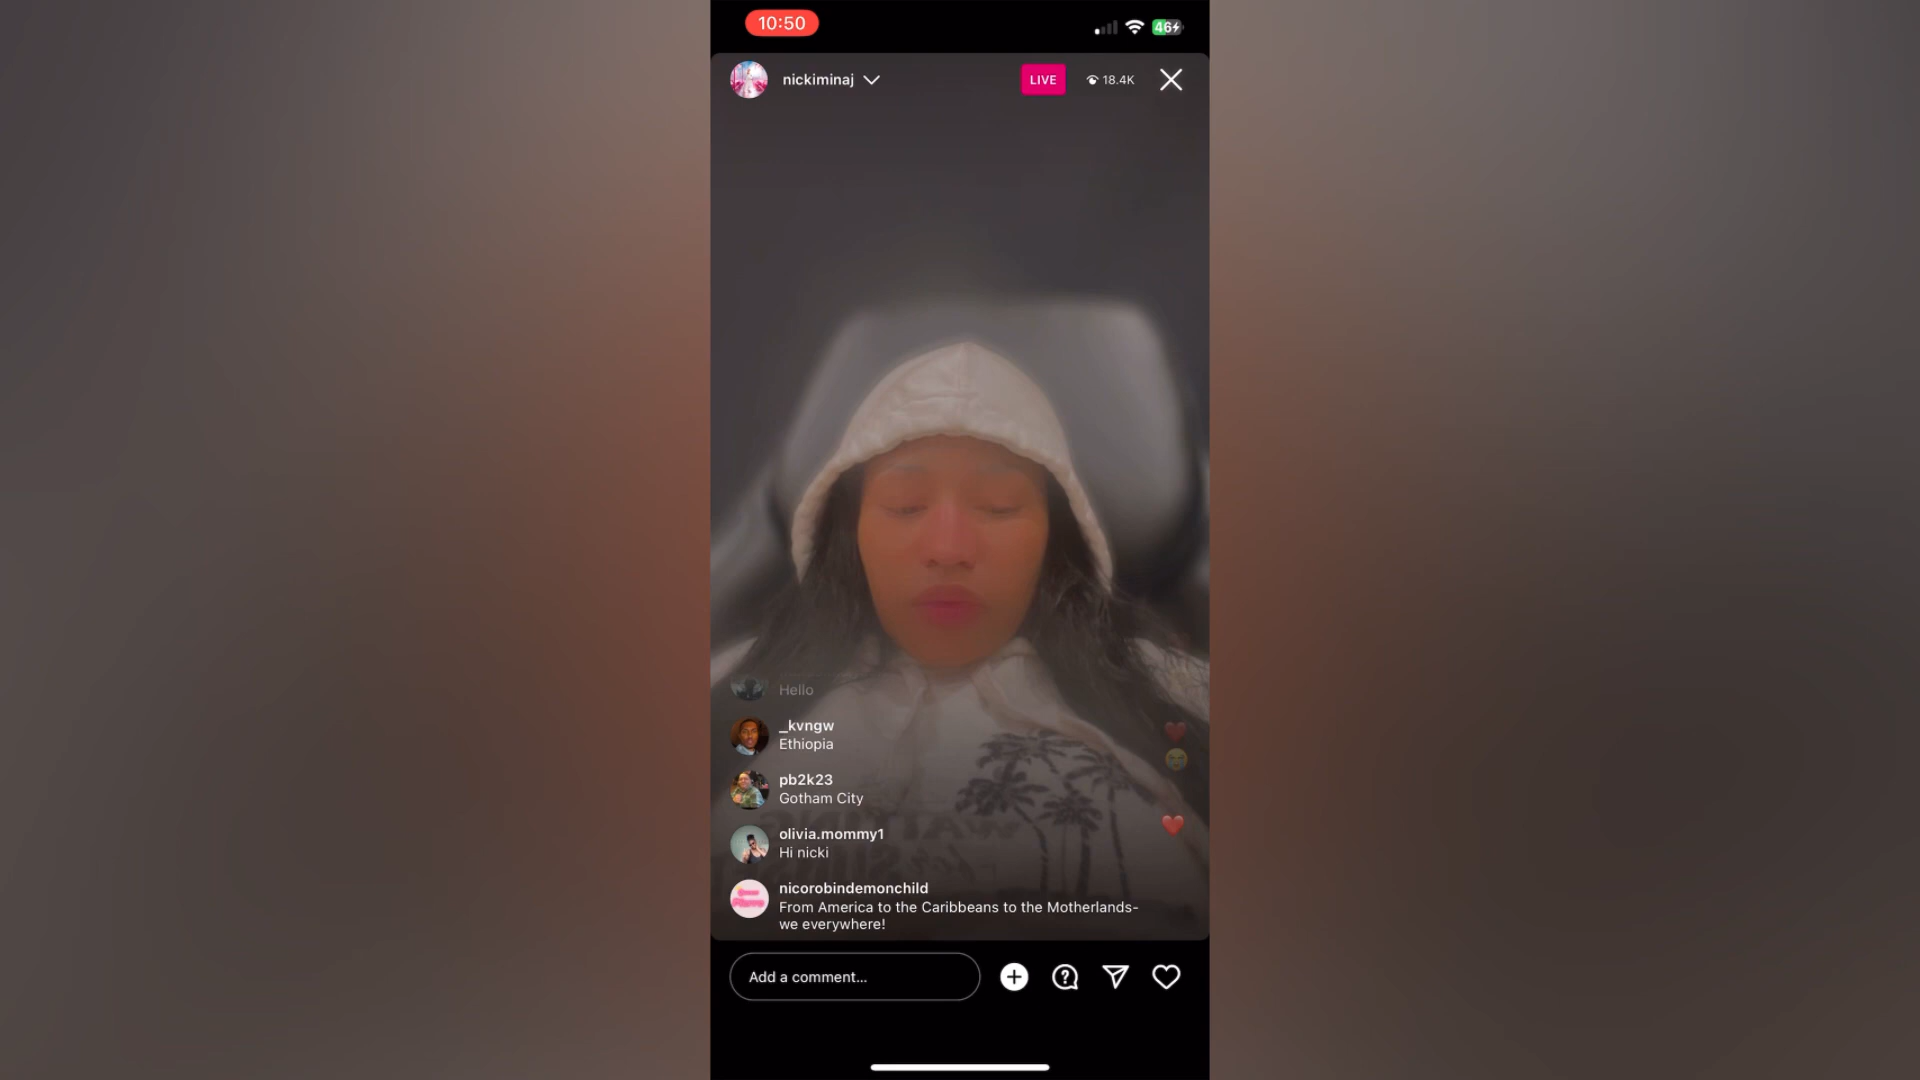 10:50
46
nickiminaj
LIVE
18.4K
Hello
_kvngw
Ethiopia
pb2k23
Gotham City
olivia.mommy1
Hi nicki
nicorobindemonchild
From America to the Caribbeans to the Motherlands-
we everywhere!
Add a comment...